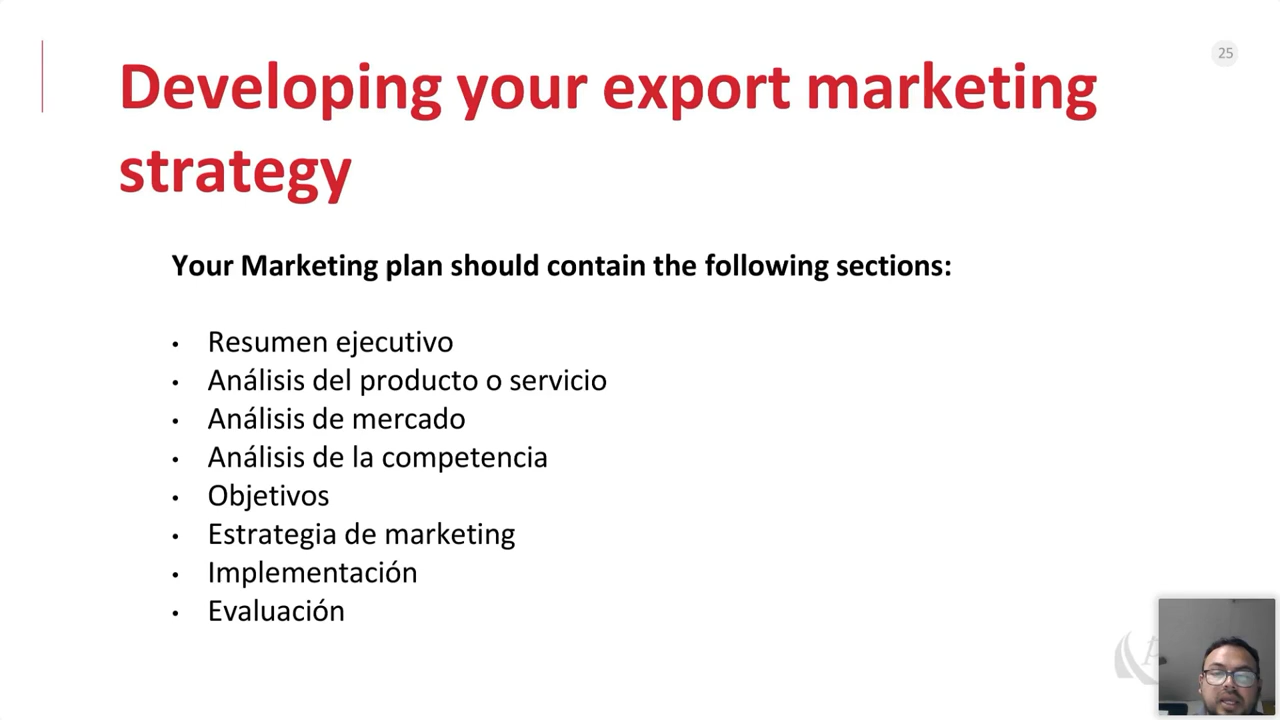 25
Developing your export marketing
strategy
Your Marketing plan should contain the following sections:
• Resumen ejecutivo
• Análisis del producto o servicio
• Análisis de mercado
• Análisis de la competencia
• Objetivos
• Estrategia de marketing
• Implementación
• Evaluación